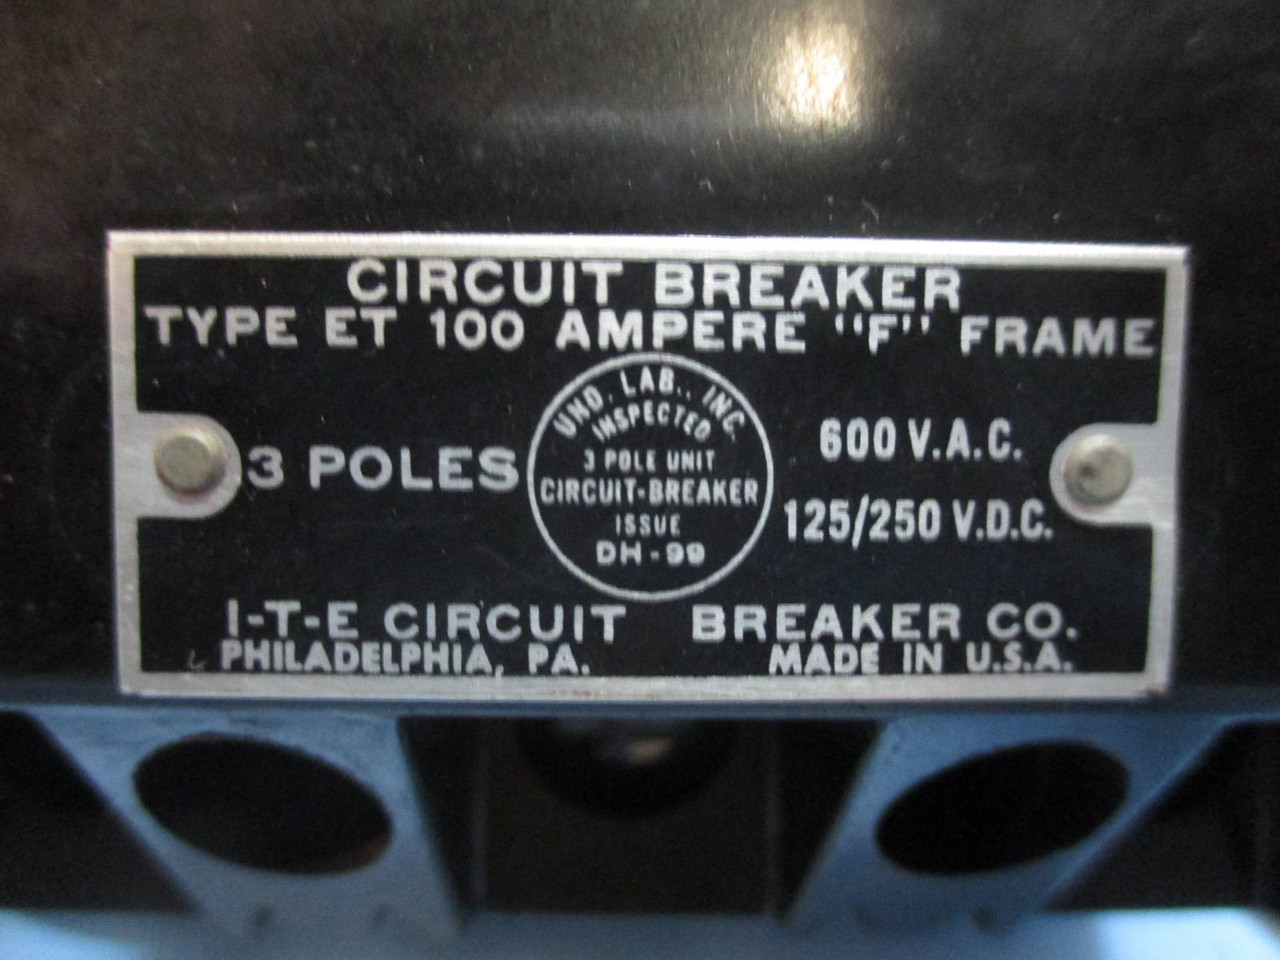 CIRCUIT BREAKER
TYPE ET 100 AMPERE "F" FRAME
3 POLES
UND. LAB., INC.
INSPECTED
3 POLE UNIT
CIRCUIT-BREAKER
ISSUE
DH-99
600 V.A.C.
125/250 V.D.C.
I-T-E CIRCUIT BREAKER CO.
PHILADELPHIA, PA. MADE IN U.S.A.